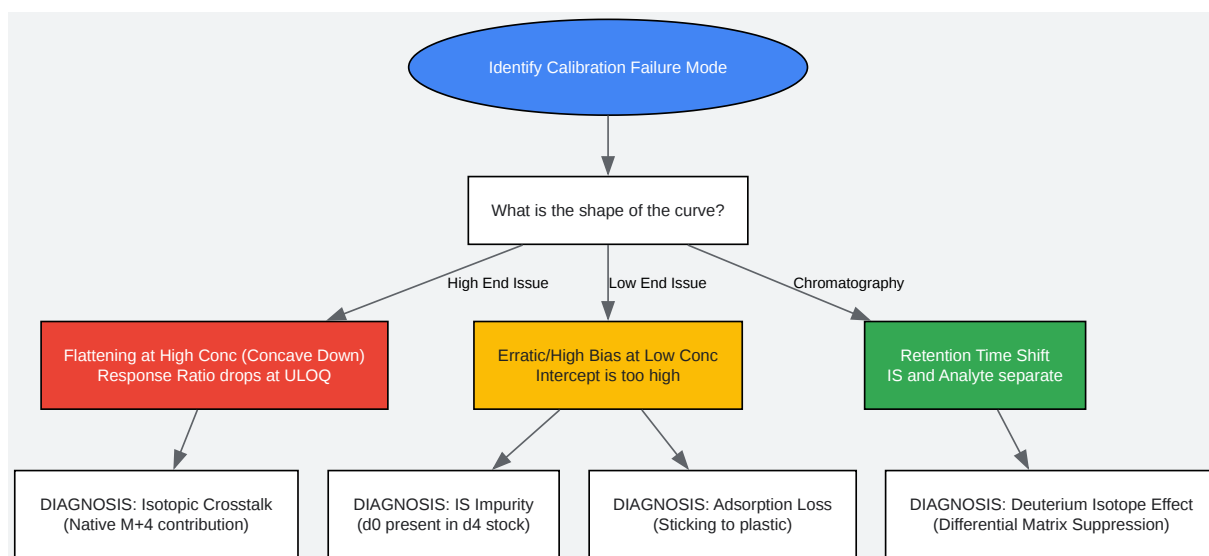 Identify Calibration Failure Mode
What is the shape of the curve?
High End Issue
Low End Issue
Chromatography
Flattening at High Conc (Concave Down)
Response Ratio drops at ULOQ
Erratic/High Bias at Low Conc
Intercept is too high
Retention Time Shift
IS and Analyte separate
DIAGNOSIS: Isotopic Crosstalk
(Native M+4 contribution)
DIAGNOSIS: IS Impurity
(d0 present in d4 stock)
DIAGNOSIS: Adsorption Loss
(Sticking to plastic)
DIAGNOSIS: Deuterium Isotope Effect
(Differential Matrix Suppression)